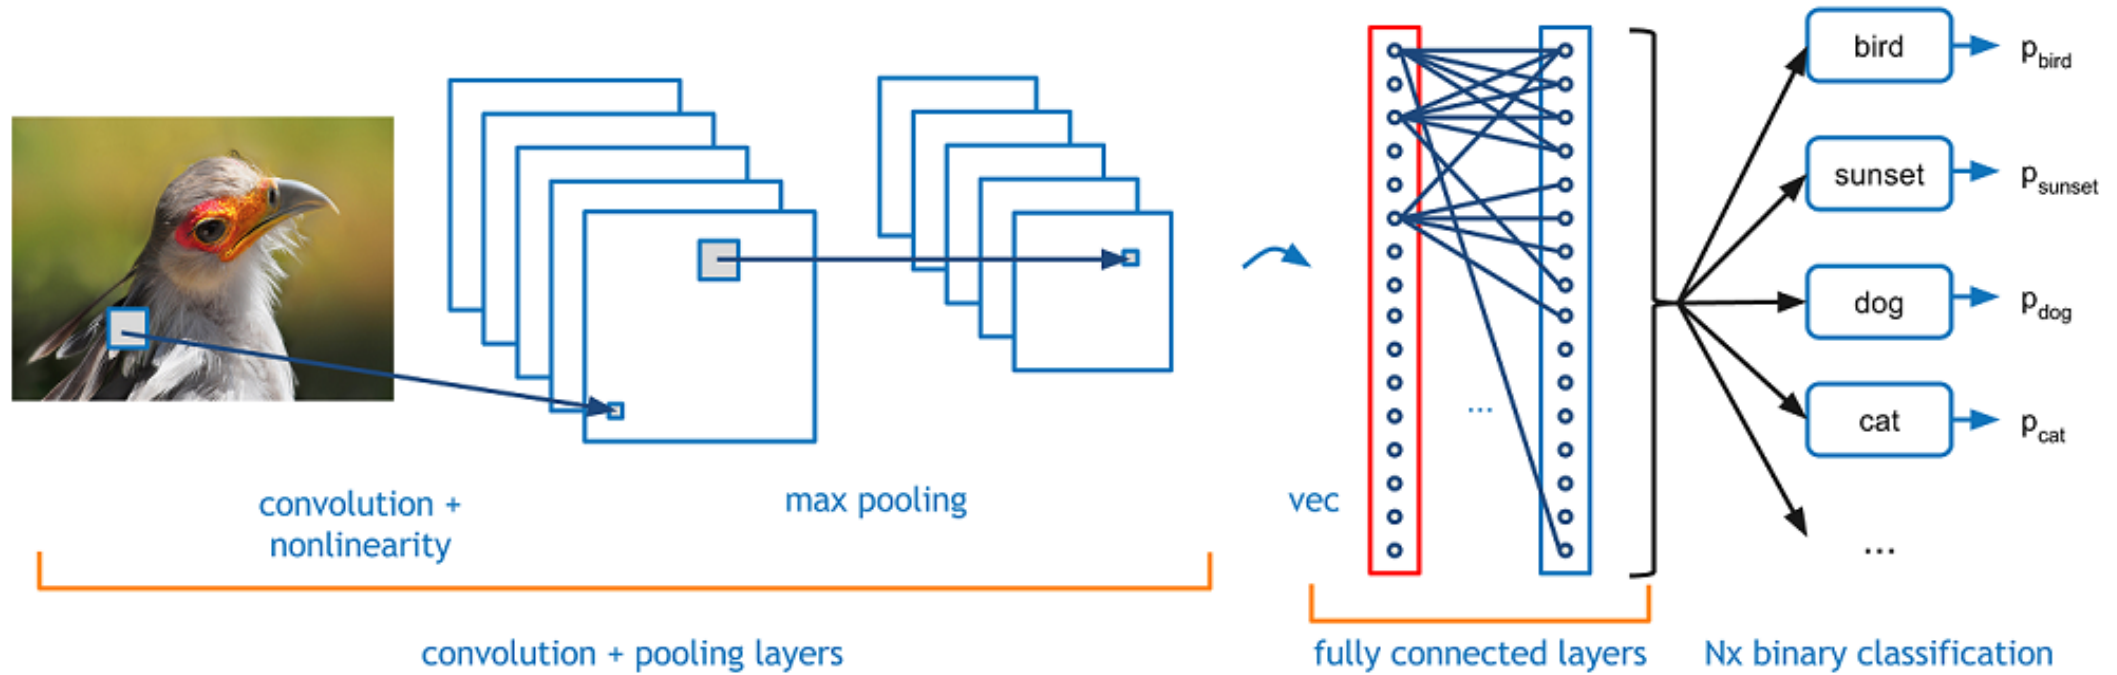 bird
p_bird
sunset
p_sunset
dog
p_dog
cat
p_cat
...
...
convolution +
nonlinearity
max pooling
vec
convolution + pooling layers
fully connected layers
Nx binary classification